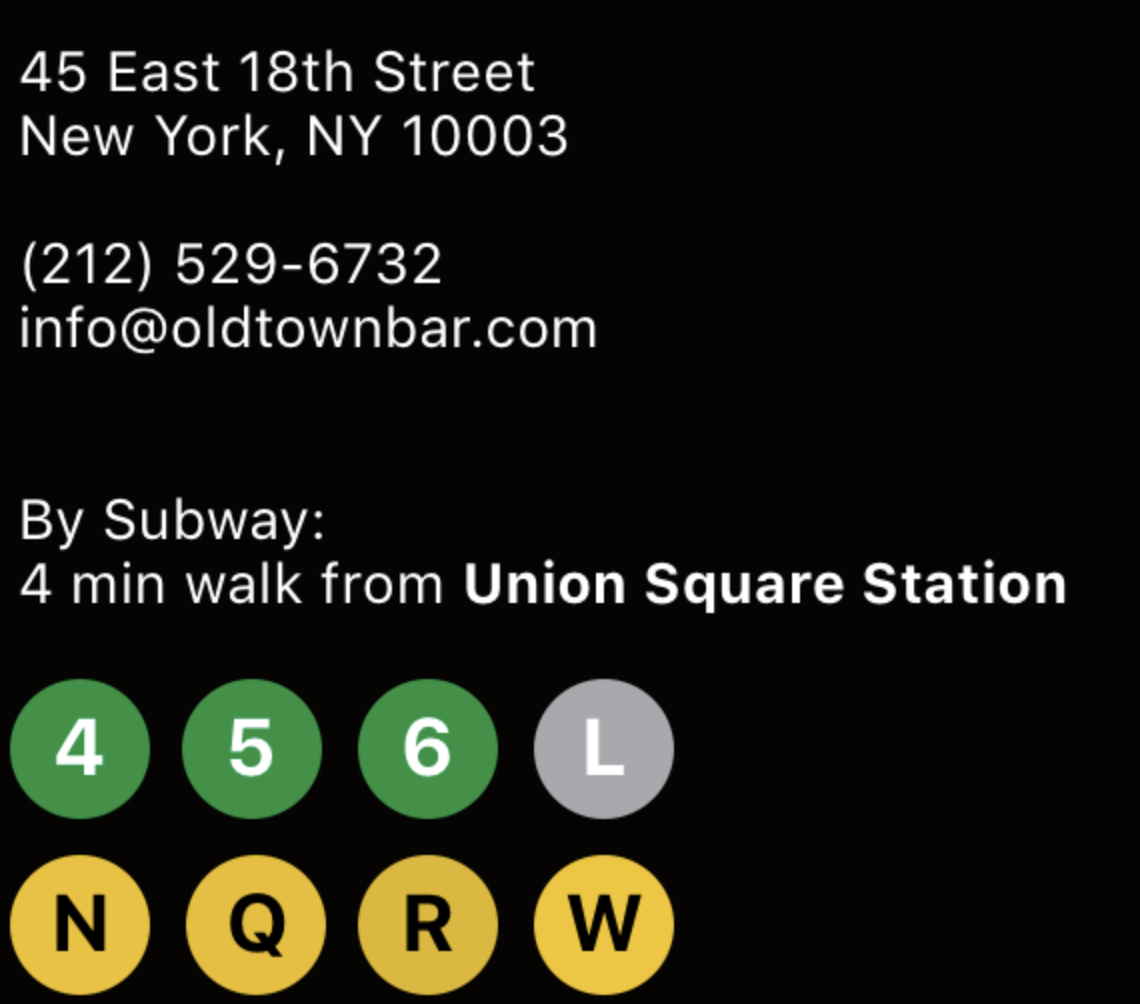 45 East 18th Street
New York, NY 10003
(212) 529-6732
info@oldtownbar.com
By Subway:
4 min walk from Union Square Station
4 5 6 L
N Q R W